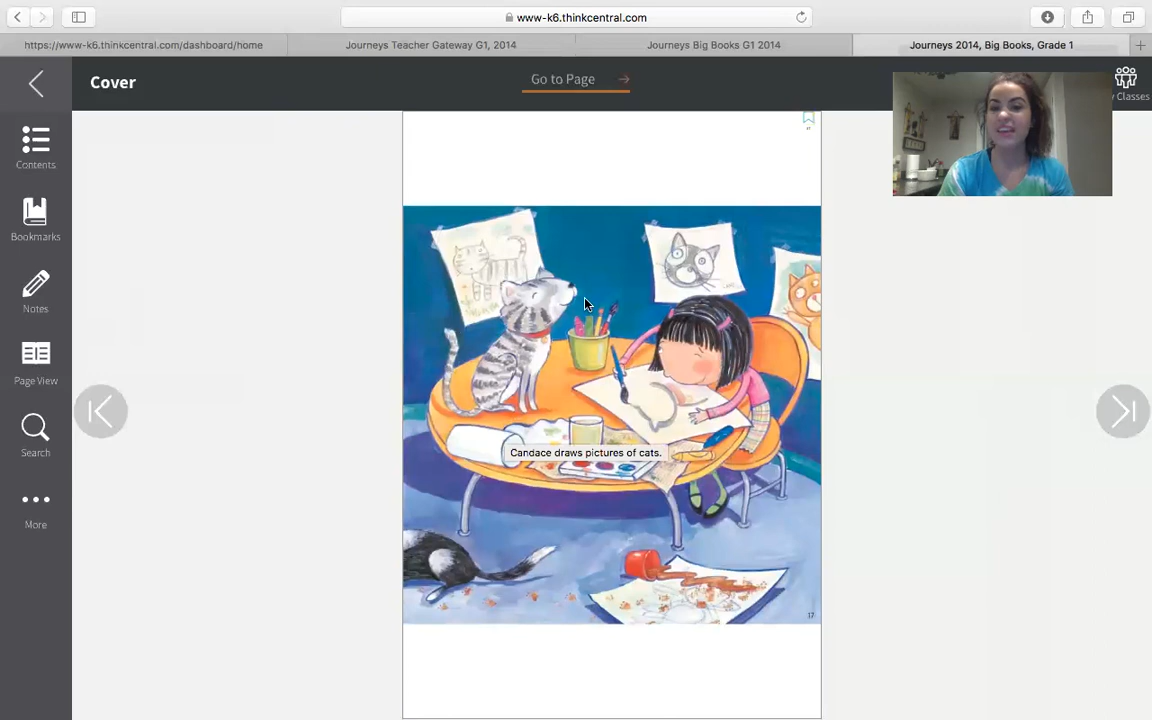 www-k6.thinkcentral.com
https://www-k6.thinkcentral.com/dashboard/home
Journeys Teacher Gateway G1, 2014
Journeys Big Books G1 2014
Journeys 2014, Big Books, Grade 1
Cover
Go to Page
Classes
Contents
Bookmarks
Notes
Page View
Search
More
Candace draws pictures of cats.
17